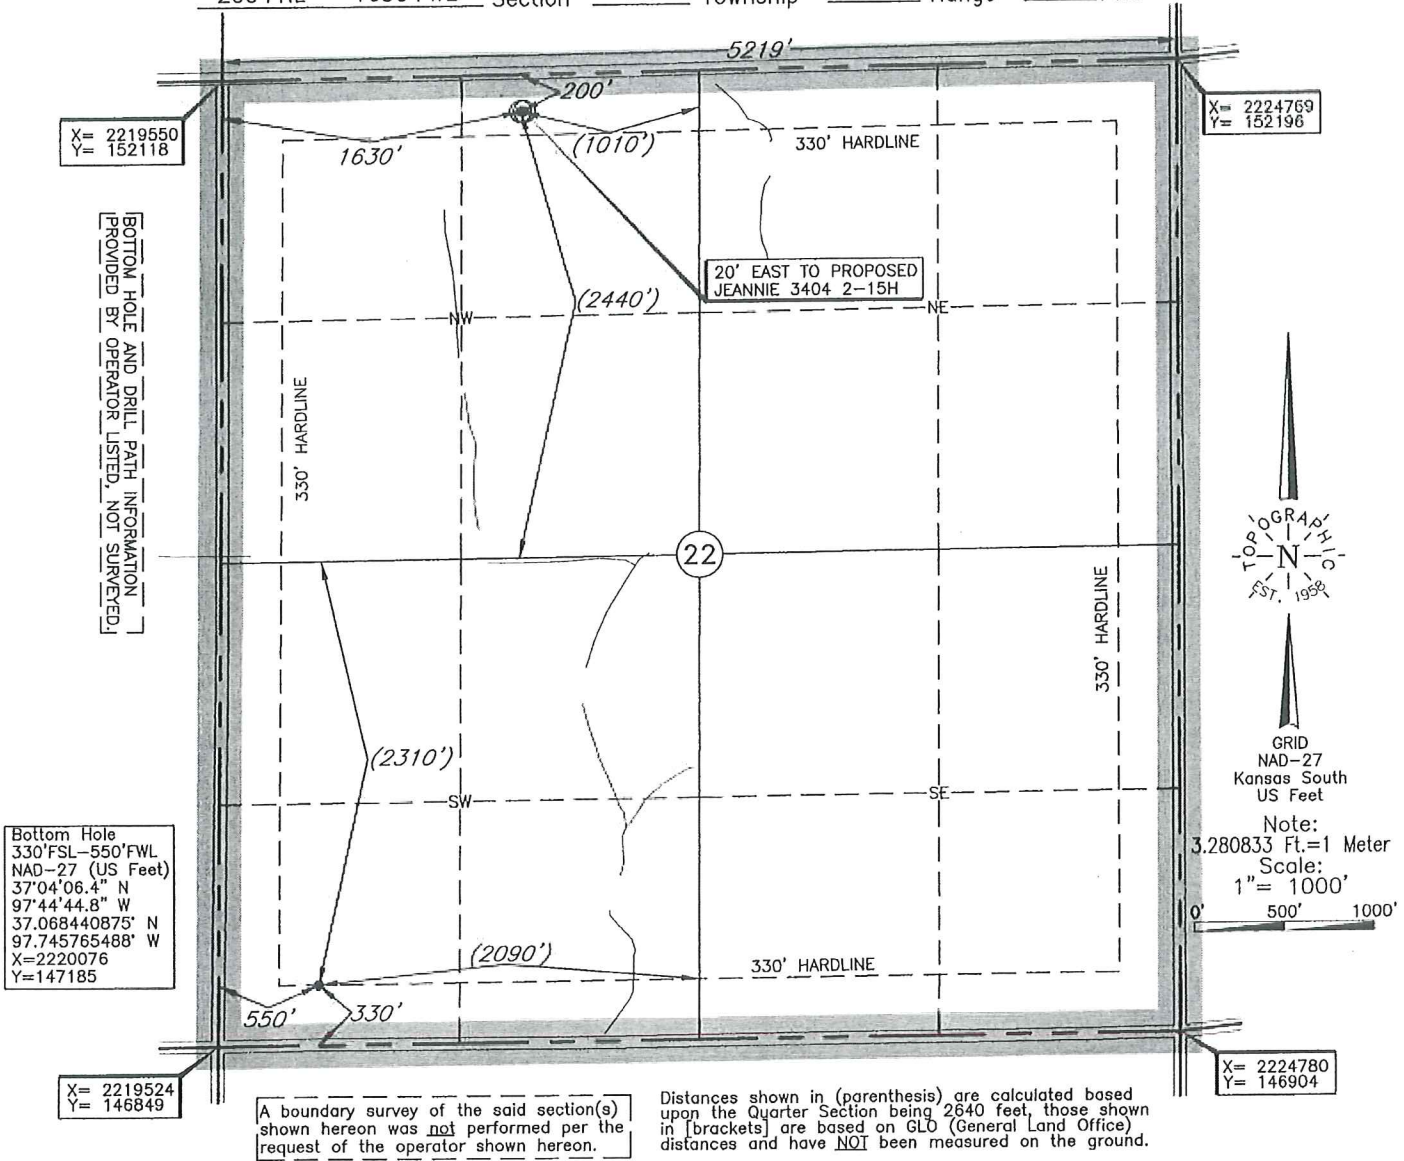 Section Township Range
5219'
200'
X= 2219550
Y= 152118
X= 2224769
Y= 152196
1630'
(1010')
330' HARDLINE
BOTTOM HOLE AND DRILL PATH INFORMATION
PROVIDED BY OPERATOR LISTED, NOT SURVEYED.
20' EAST TO PROPOSED
JEANNIE 3404 2-15H
(2440')
NW
NE
330' HARDLINE
22
TOPOGRAPHIC
N
EST. 1958
330' HARDLINE
GRID
NAD-27
Kansas South
US Feet
Note:
3.280833 Ft.=1 Meter
Scale:
1"= 1000'
0' 500' 1000'
(2310')
SW
SE
Bottom Hole
330'FSL-550'FWL
NAD-27 (US Feet)
37°04'06.4" N
97°44'44.8" W
37.068440875° N
97.745765488° W
X=2220076
Y=147185
(2090')
330' HARDLINE
550'
330'
X= 2219524
Y= 146849
X= 2224780
Y= 146904
A boundary survey of the said section(s)
shown hereon was not performed per the
request of the operator shown hereon.
Distances shown in (parenthesis) are calculated based
upon the Quarter Section being 2640 feet, those shown
in [brackets] are based on GLO (General Land Office)
distances and have NOT been measured on the ground.